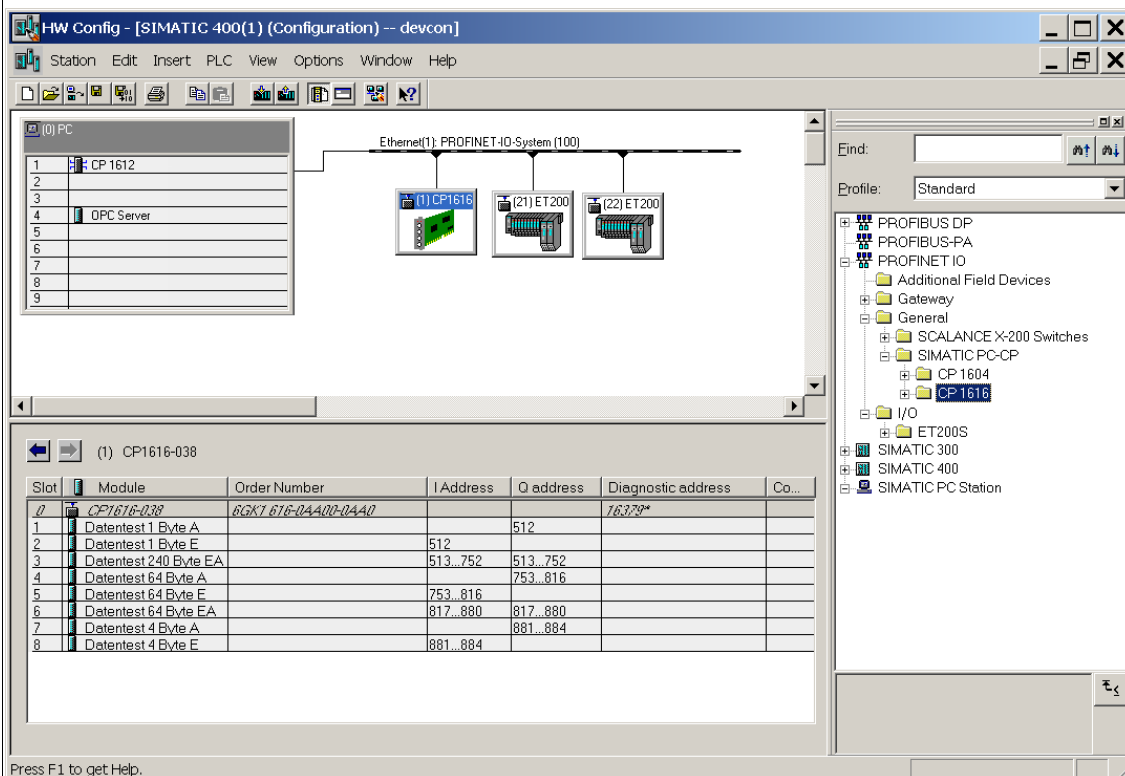 HW Config - [SIMATIC 400(1) (Configuration) -- devcon]
Station Edit Insert PLC View Options Window Help
(0) PC
1 CP 1612
2
3
4 OPC Server
5
6
7
8
9
Ethernet(1): PROFINET-IO-System (100)
(1) CP1616
(21) ET200
(22) ET200
(1) CP1616-038
Slot Module Order Number I Address Q address Diagnostic address Co...
0 CP1616-038 6GK1 616-0AA00-0AA0 16379*
1 Datentest 1 Byte A 512
2 Datentest 1 Byte E 512
3 Datentest 240 Byte EA 513...752 513...752
4 Datentest 64 Byte A 753...816
5 Datentest 64 Byte E 753...816
6 Datentest 64 Byte EA 817...880 817...880
7 Datentest 4 Byte A 881...884
8 Datentest 4 Byte E 881...884
Find:
Profile: Standard
PROFIBUS DP
PROFIBUS-PA
PROFINET IO
Additional Field Devices
Gateway
General
SCALANCE X-200 Switches
SIMATIC PC-CP
CP 1604
CP 1616
I/O
ET200S
SIMATIC 300
SIMATIC 400
SIMATIC PC Station
Press F1 to get Help.